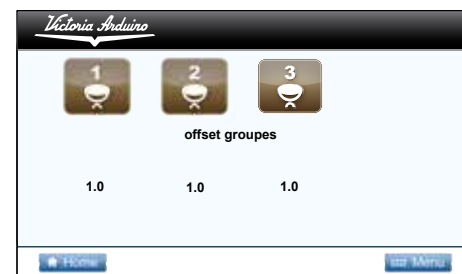 Victoria Arduino
1 2 3
offset groupes
1.0 1.0 1.0
Home Menu